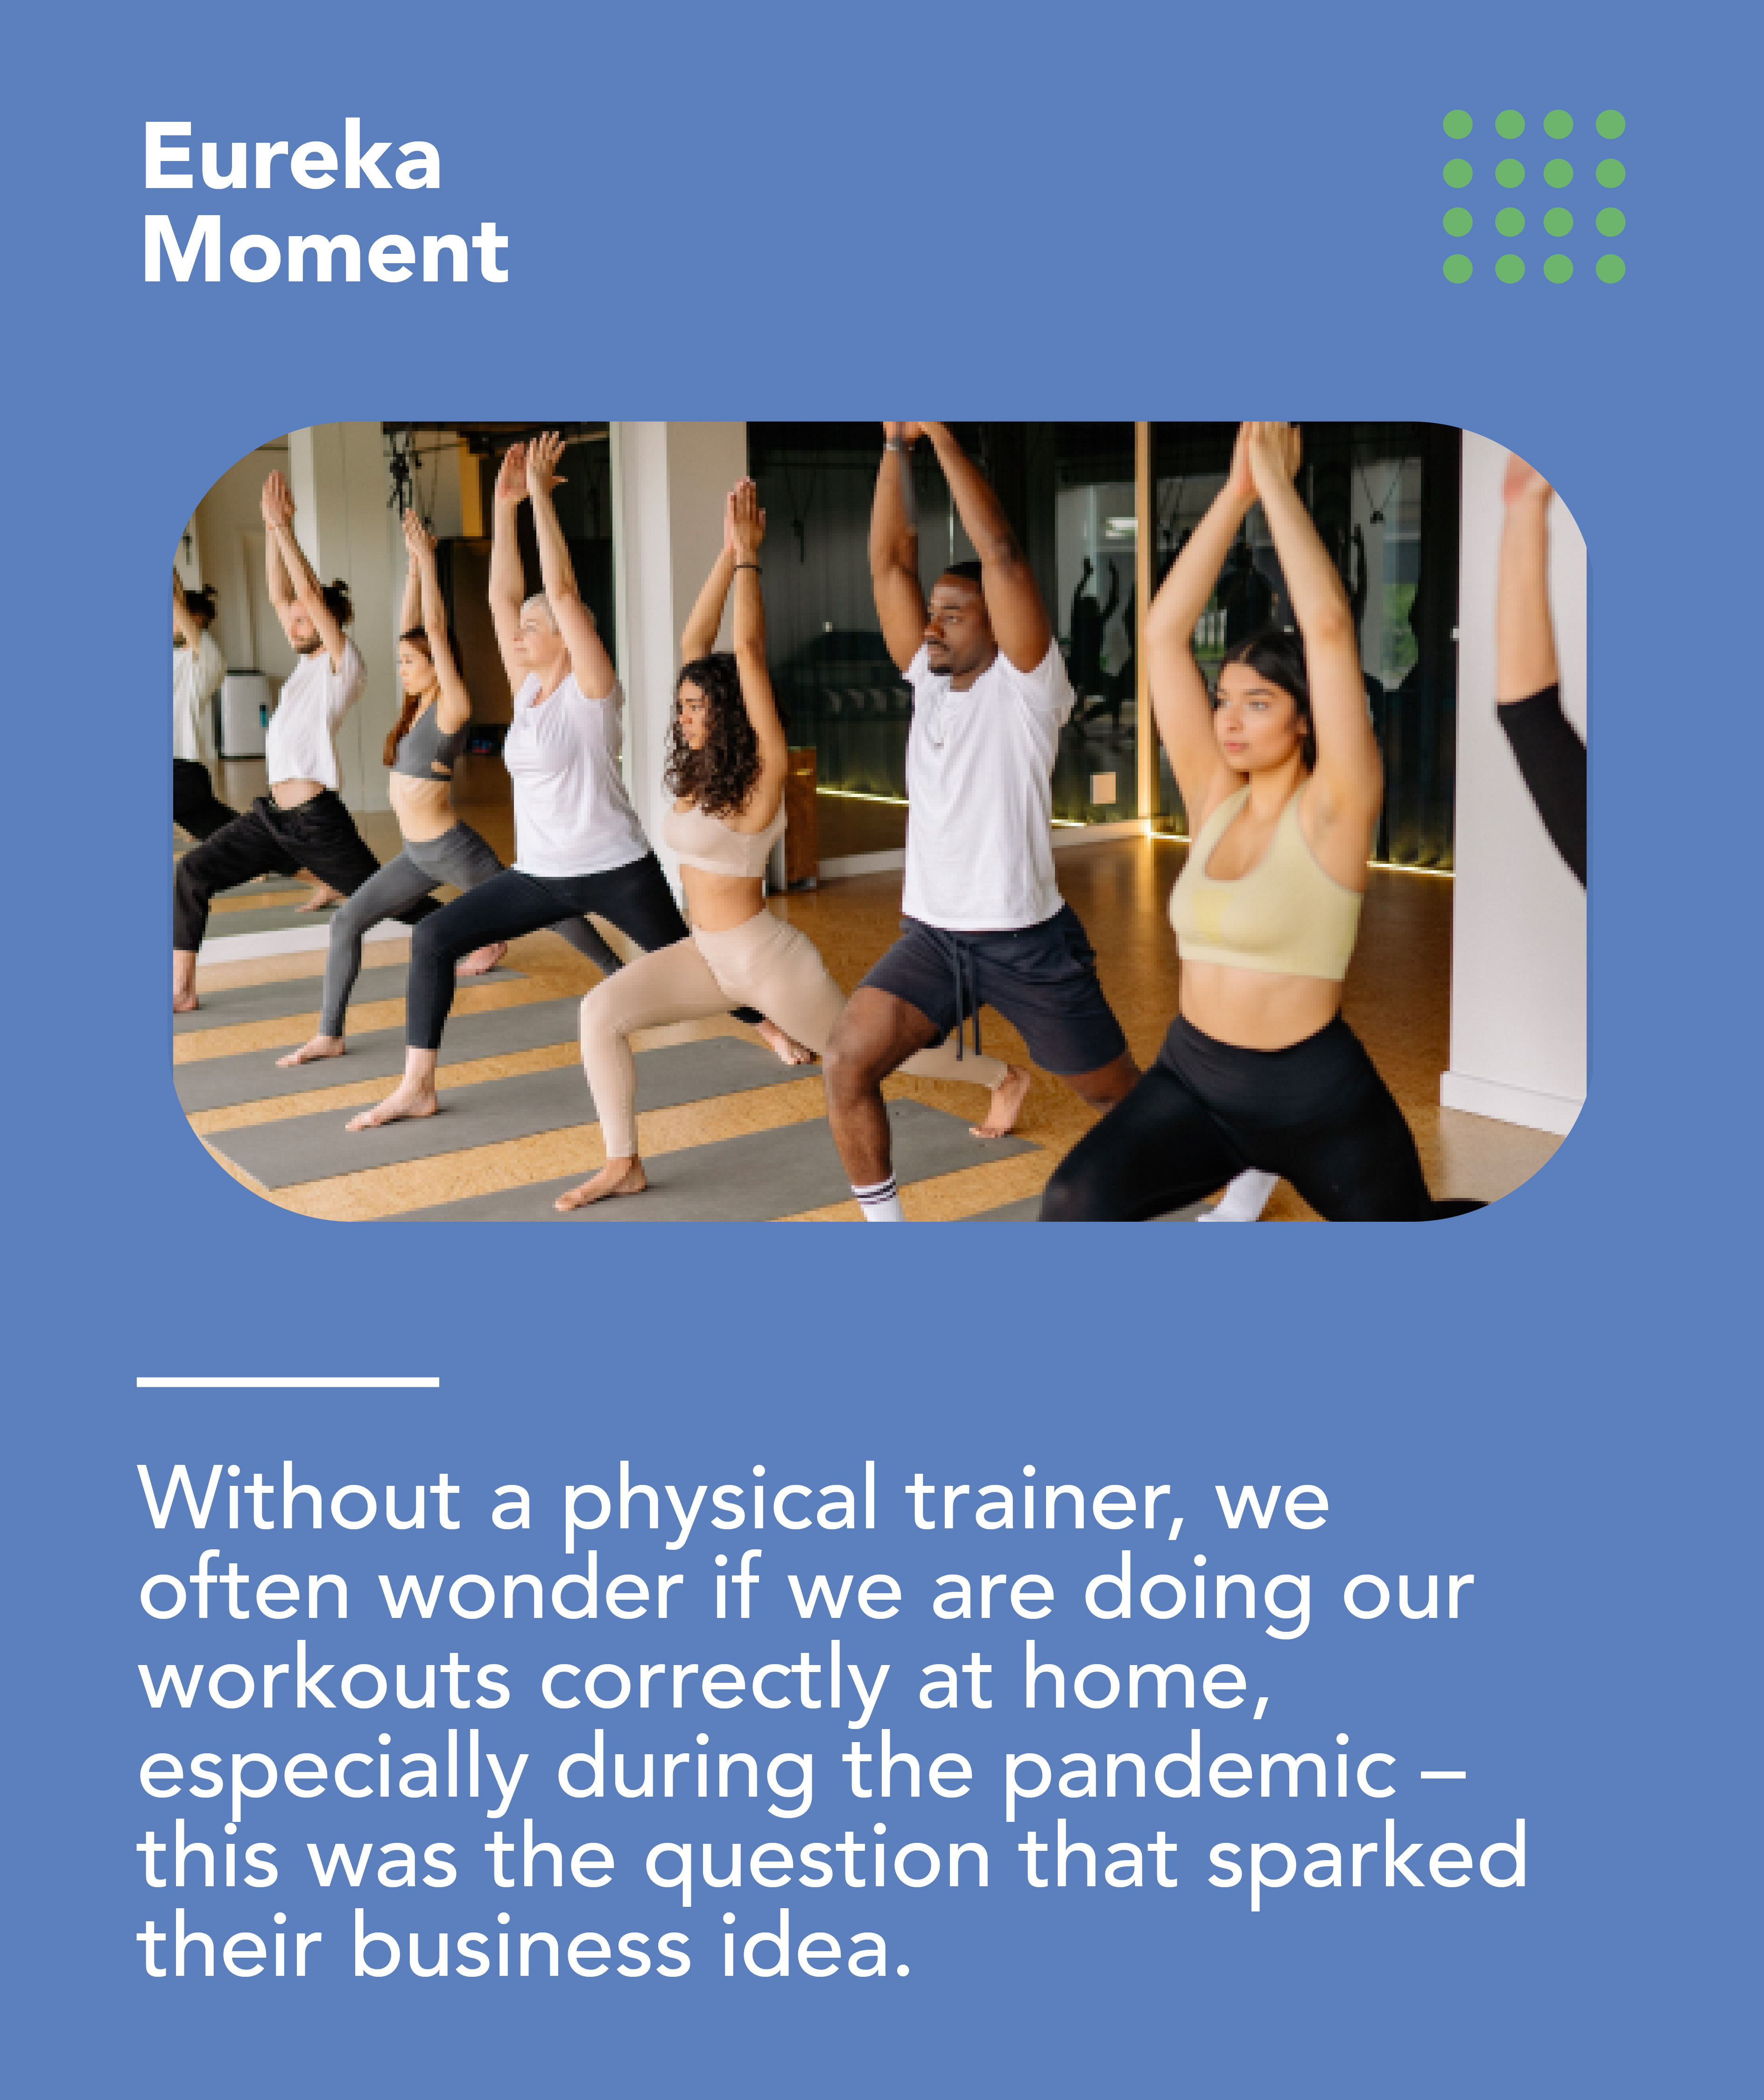 Eureka
Moment
Without a physical trainer, we
often wonder if we are doing our
workouts correctly at home,
especially during the pandemic –
this was the question that sparked
their business idea.